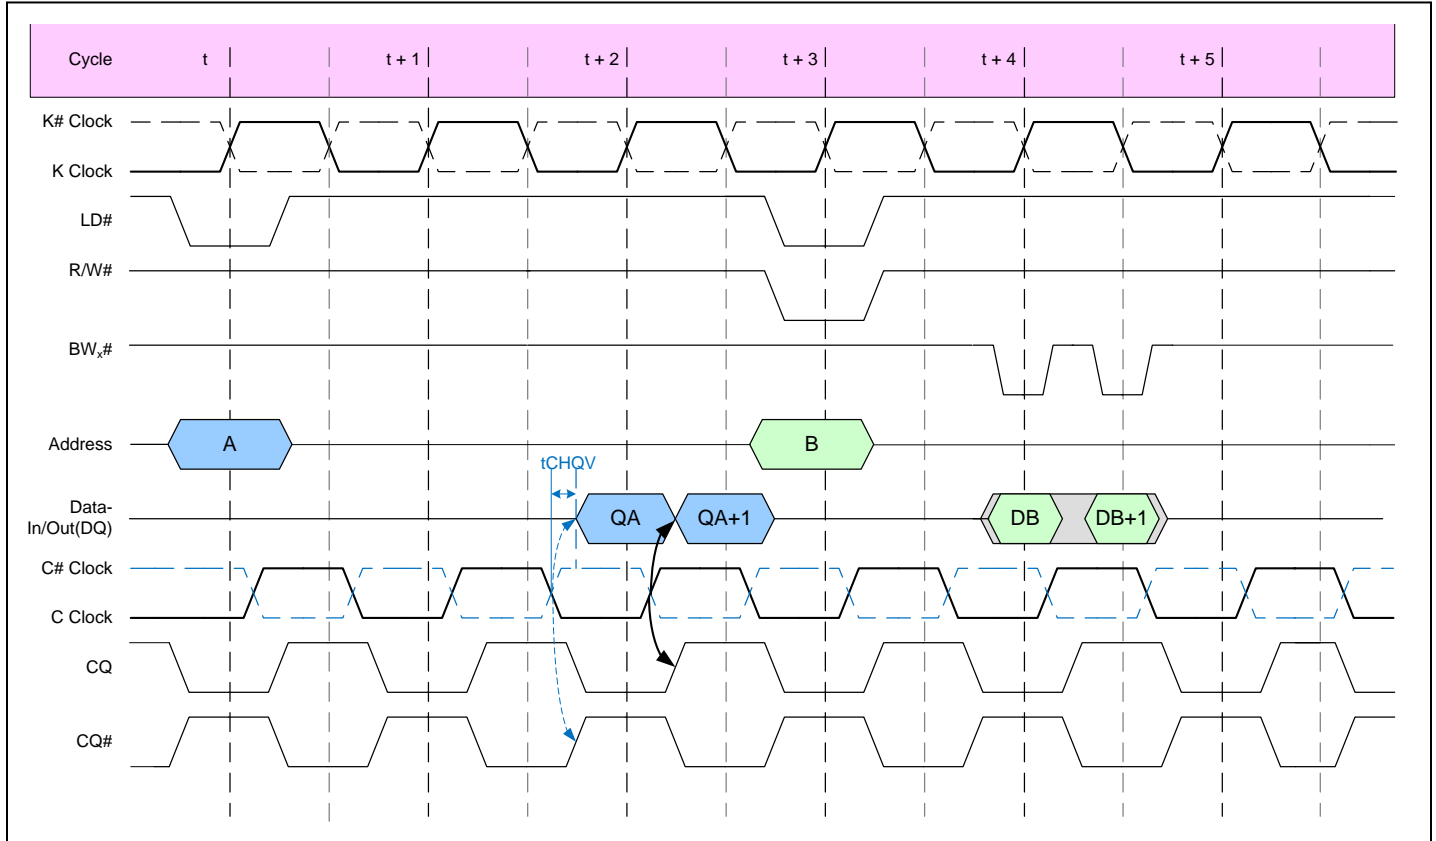 Cycle t t + 1 t + 2 t + 3 t + 4 t + 5
K# Clock
K Clock
LD#
R/W#
BWx#
Address A B
tCHQV
Data-
In/Out(DQ) QA QA+1 DB DB+1
C# Clock
C Clock
CQ
CQ#